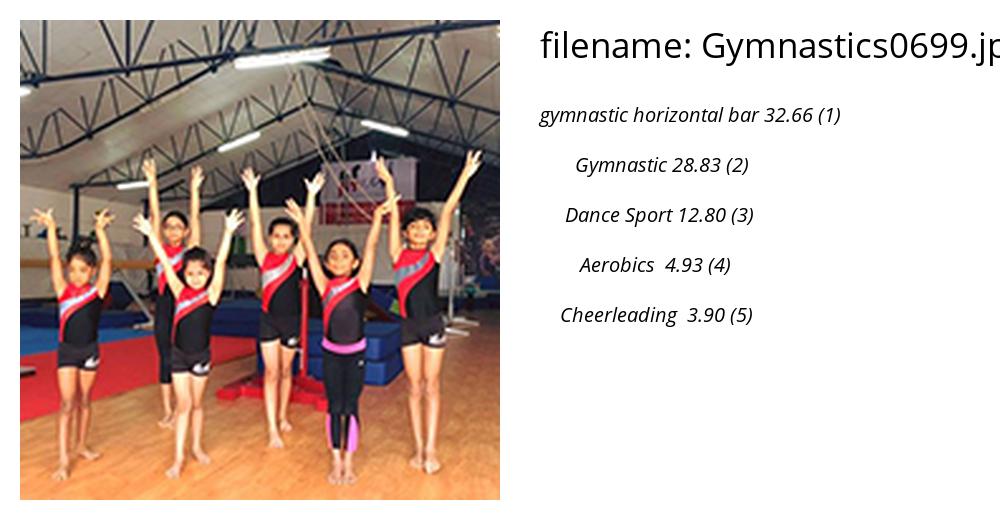 filename: Gymnastics0699.jp
gymnastic horizontal bar 32.66 (1)
Gymnastic 28.83 (2)
Dance Sport 12.80 (3)
Aerobics 4.93 (4)
Cheerleading 3.90 (5)